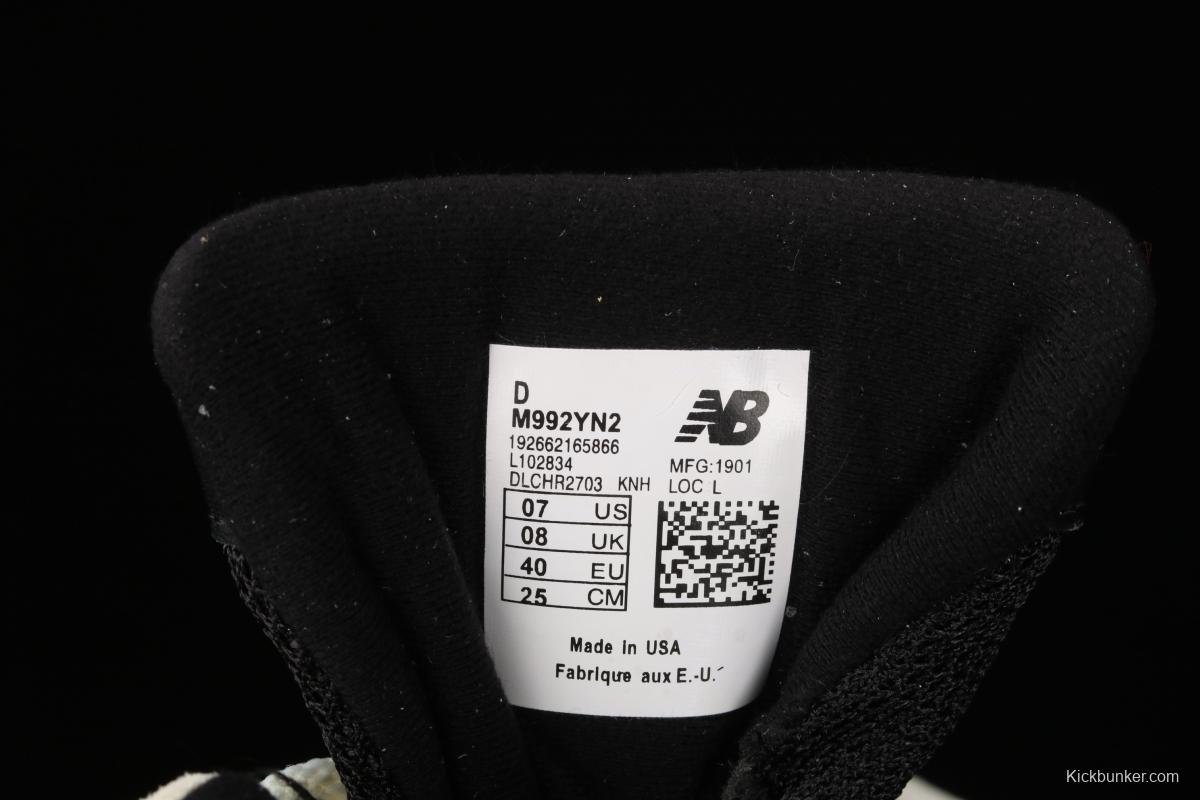 D
M992YN2
192662165866
L102834
DLCHR2703 KNH
NB
MFG:1901
LOC L
07 US
08 UK
40 EU
25 CM
Made in USA
Fabrique aux E.-U.
Kickbunker.com